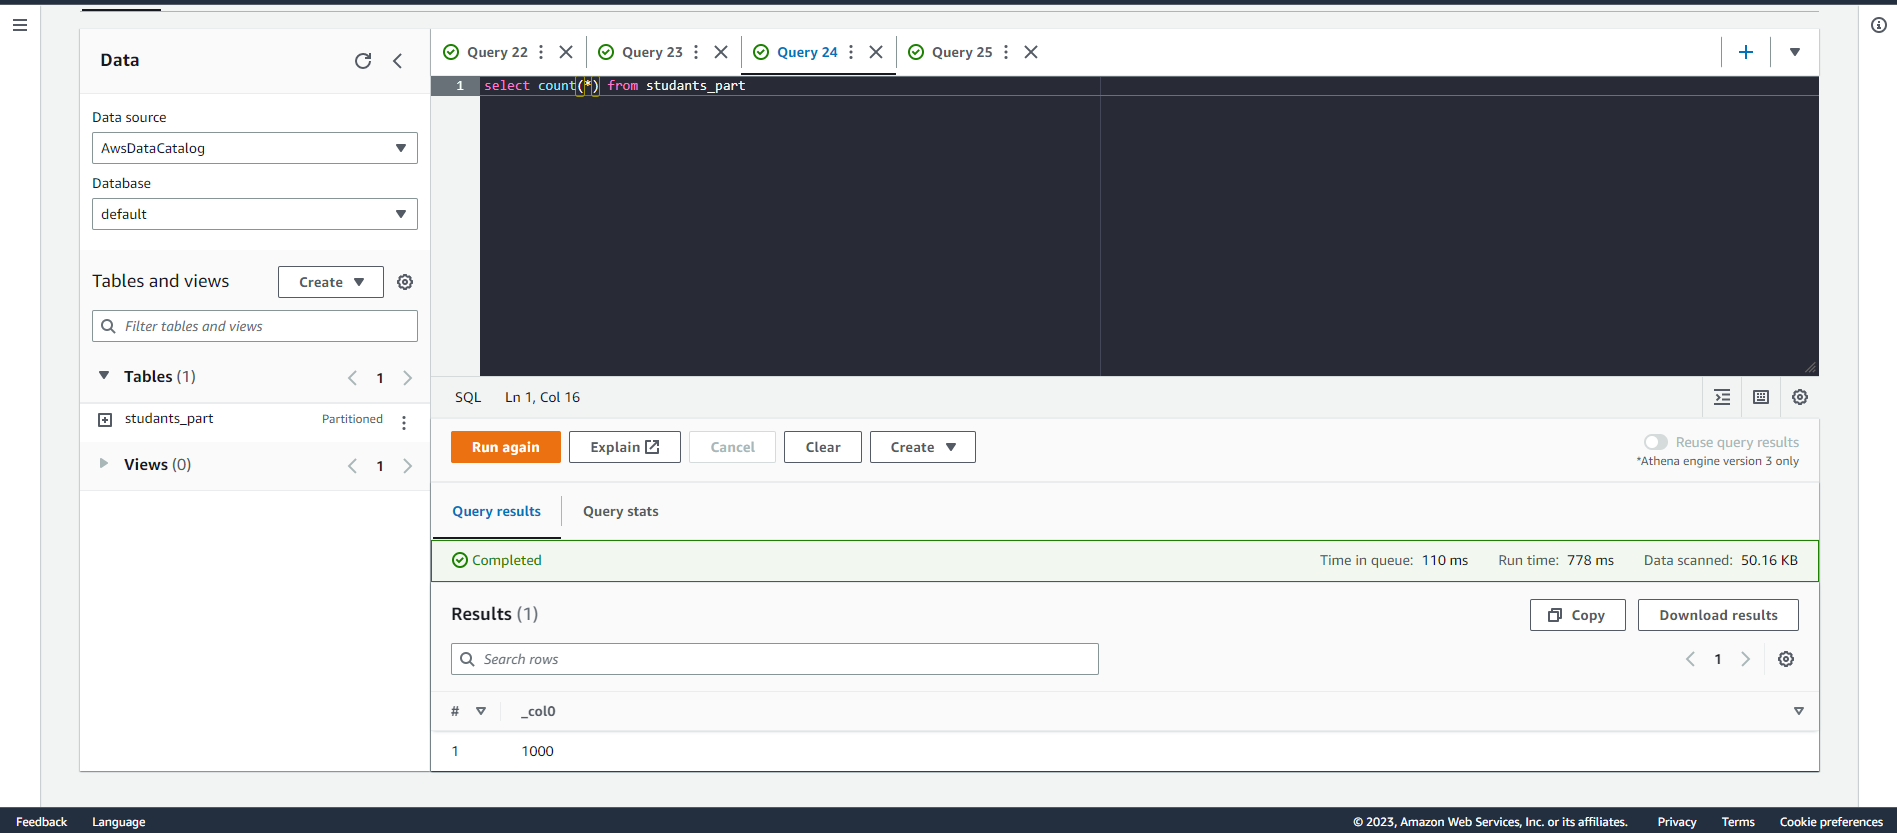 Data
Data source
AwsDataCatalog
Database
default
Tables and views
Create
Filter tables and views
Tables (1)
1
studants_part Partitioned
Views (0)
1
Query 22 Query 23 Query 24 Query 25
1 select count(*) from studants_part
SQL Ln 1, Col 16
Run again Explain Cancel Clear Create
Reuse query results
*Athena engine version 3 only
Query results Query stats
Completed Time in queue: 110 ms Run time: 778 ms Data scanned: 50.16 KB
Results (1)
Copy Download results
Search rows
1
# _col0
1 1000
Feedback Language © 2023, Amazon Web Services, Inc. or its affiliates. Privacy Terms Cookie preferences